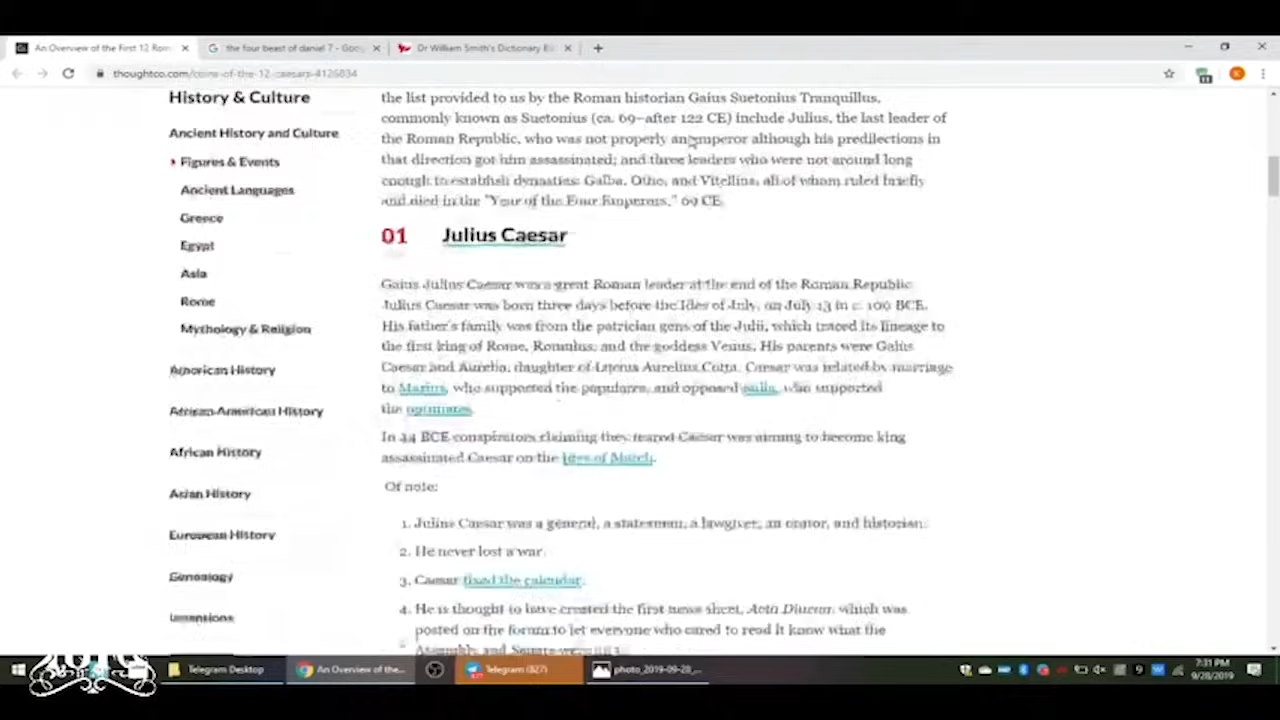 An Overview of the First 12 Rom
the four beast of daniel 7 - Goo
Dr William Smith's Dictionary Bi
thoughtco.com/coins-of-the-12-caesars-4126834
History & Culture
Ancient History and Culture
Figures & Events
Ancient Languages
Greece
Egypt
Asia
Rome
Mythology & Religion
American History
African-American History
African History
Asian History
European History
Genealogy
Inventions
the list provided to us by the Roman historian Gaius Suetonius Tranquillus,
commonly known as Suetonius (ca. 69–after 122 CE) include Julius, the last leader of
the Roman Republic, who was not properly an emperor although his predilections in
that direction got him assassinated; and three leaders who were not around long
enough to establish dynasties: Galba, Otho, and Vitellius, all of whom ruled briefly
and died in the "Year of the Four Emperors," 69 CE.
01 Julius Caesar
Gaius Julius Caesar was a great Roman leader at the end of the Roman Republic.
Julius Caesar was born three days before the Ides of July, on July 13 in c. 100 BCE.
His father's family was from the patrician gens of the Julii, which traced its lineage to
the first king of Rome, Romulus, and the goddess Venus. His parents were Gaius
Caesar and Aurelia, daughter of Lucius Aurelius Cotta. Caesar was related by marriage
to Marius, who supported the populares, and opposed Sulla, who supported
the optimates.
In 44 BCE conspirators claiming they feared Caesar was aiming to become king
assassinated Caesar on the Ides of March.
Of note:
1. Julius Caesar was a general, a statesman, a lawgiver, an orator, and historian.
2. He never lost a war.
3. Caesar fixed the calendar.
4. He is thought to have created the first news sheet, Acta Diurna, which was
posted on the forum to let everyone who cared to read it know what the
Assembly and Senate were
Telegram Desktop
An Overview of the...
Telegram (827)
photo_2019-09-28_...
7:31 PM
9/28/2019